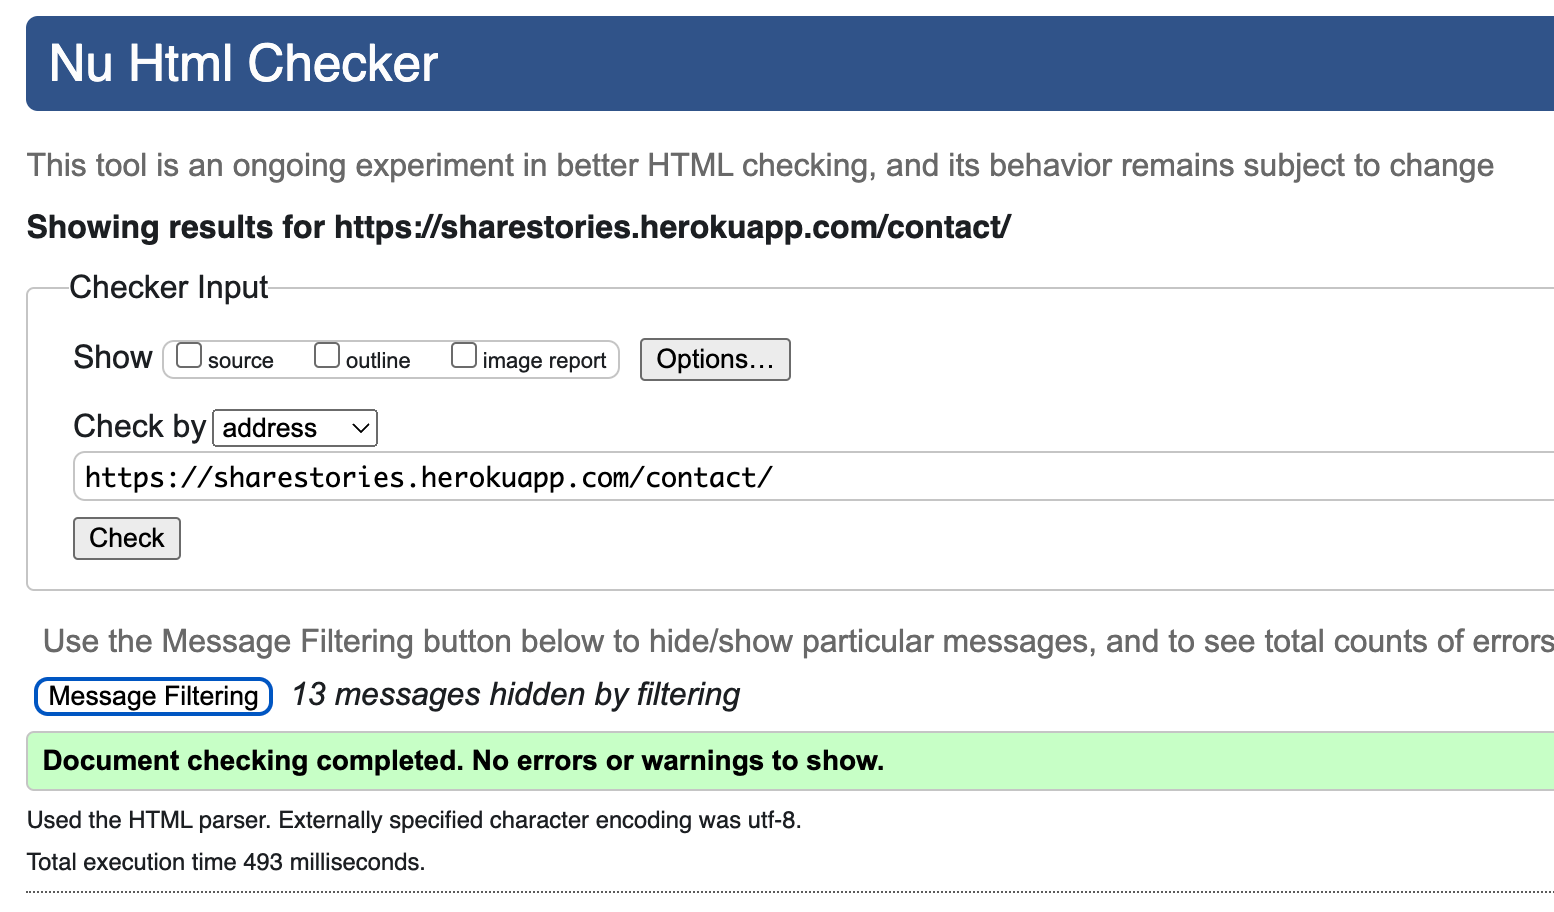 Nu Html Checker
This tool is an ongoing experiment in better HTML checking, and its behavior remains subject to change
Showing results for https://sharestories.herokuapp.com/contact/
Checker Input
Show source outline image report Options...
Check by address
https://sharestories.herokuapp.com/contact/
Check
Use the Message Filtering button below to hide/show particular messages, and to see total counts of errors
Message Filtering 13 messages hidden by filtering
Document checking completed. No errors or warnings to show.
Used the HTML parser. Externally specified character encoding was utf-8.
Total execution time 493 milliseconds.